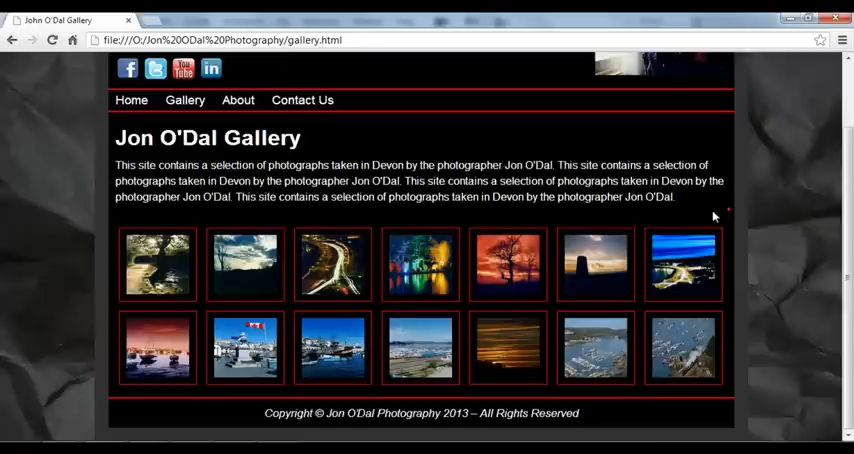 John O'Dal Gallery
file:///O:/Jon%20ODal%20Photography/gallery.html
f
You
Tube
in
Home Gallery About Contact Us
Jon O'Dal Gallery
This site contains a selection of photographs taken in Devon by the photographer Jon O'Dal. This site contains a selection of
photographs taken in Devon by the photographer Jon O'Dal. This site contains a selection of photographs taken in Devon by the
photographer Jon O'Dal. This site contains a selection of photographs taken in Devon by the photographer Jon O'Dal.
Copyright © Jon O'Dal Photography 2013 – All Rights Reserved